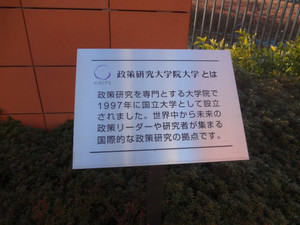 政策研究大学院大学 とは
政策研究を専門とする大学院で
1997年に国立大学として設立
されました。世界中から未来の
政策リーダーや研究者が集まる
国際的な政策研究の拠点です。